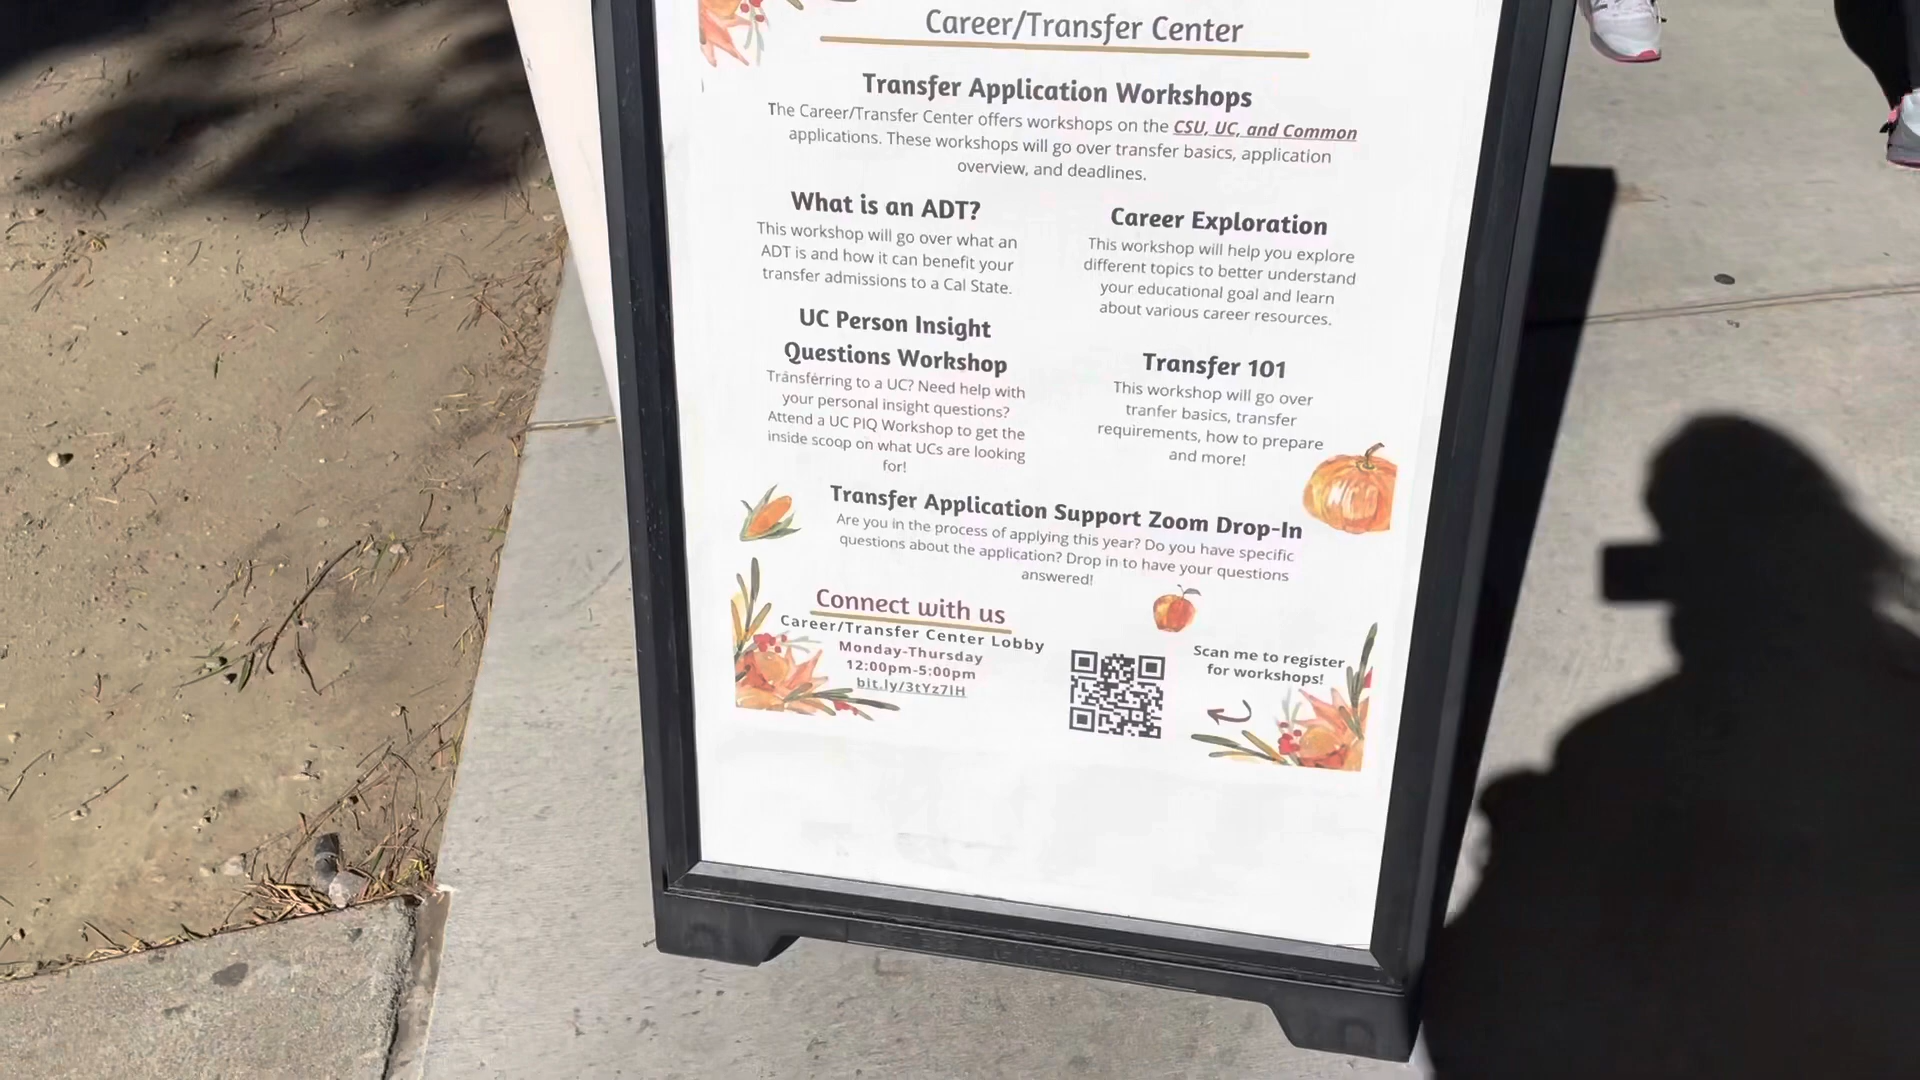 Career/Transfer Center
Transfer Application Workshops
The Career/Transfer Center offers workshops on the CSU, UC, and Common
applications. These workshops will go over transfer basics, application
overview, and deadlines.
What is an ADT?
This workshop will go over what an
ADT is and how it can benefit your
transfer admissions to a Cal State.
Career Exploration
This workshop will help you explore
different topics to better understand
your educational goal and learn
about various career resources.
UC Person Insight
Questions Workshop
Transferring to a UC? Need help with
your personal insight questions?
Attend a UC PIQ Workshop to get the
inside scoop on what UCs are looking
for!
Transfer 101
This workshop will go over
tranfer basics, transfer
requirements, how to prepare
and more!
Transfer Application Support Zoom Drop-In
Are you in the process of applying this year? Do you have specific
questions about the application? Drop in to have your questions
answered!
Connect with us
Career/Transfer Center Lobby
Monday-Thursday
12:00pm-5:00pm
bit.ly/3tYz7IH
Scan me to register
for workshops!